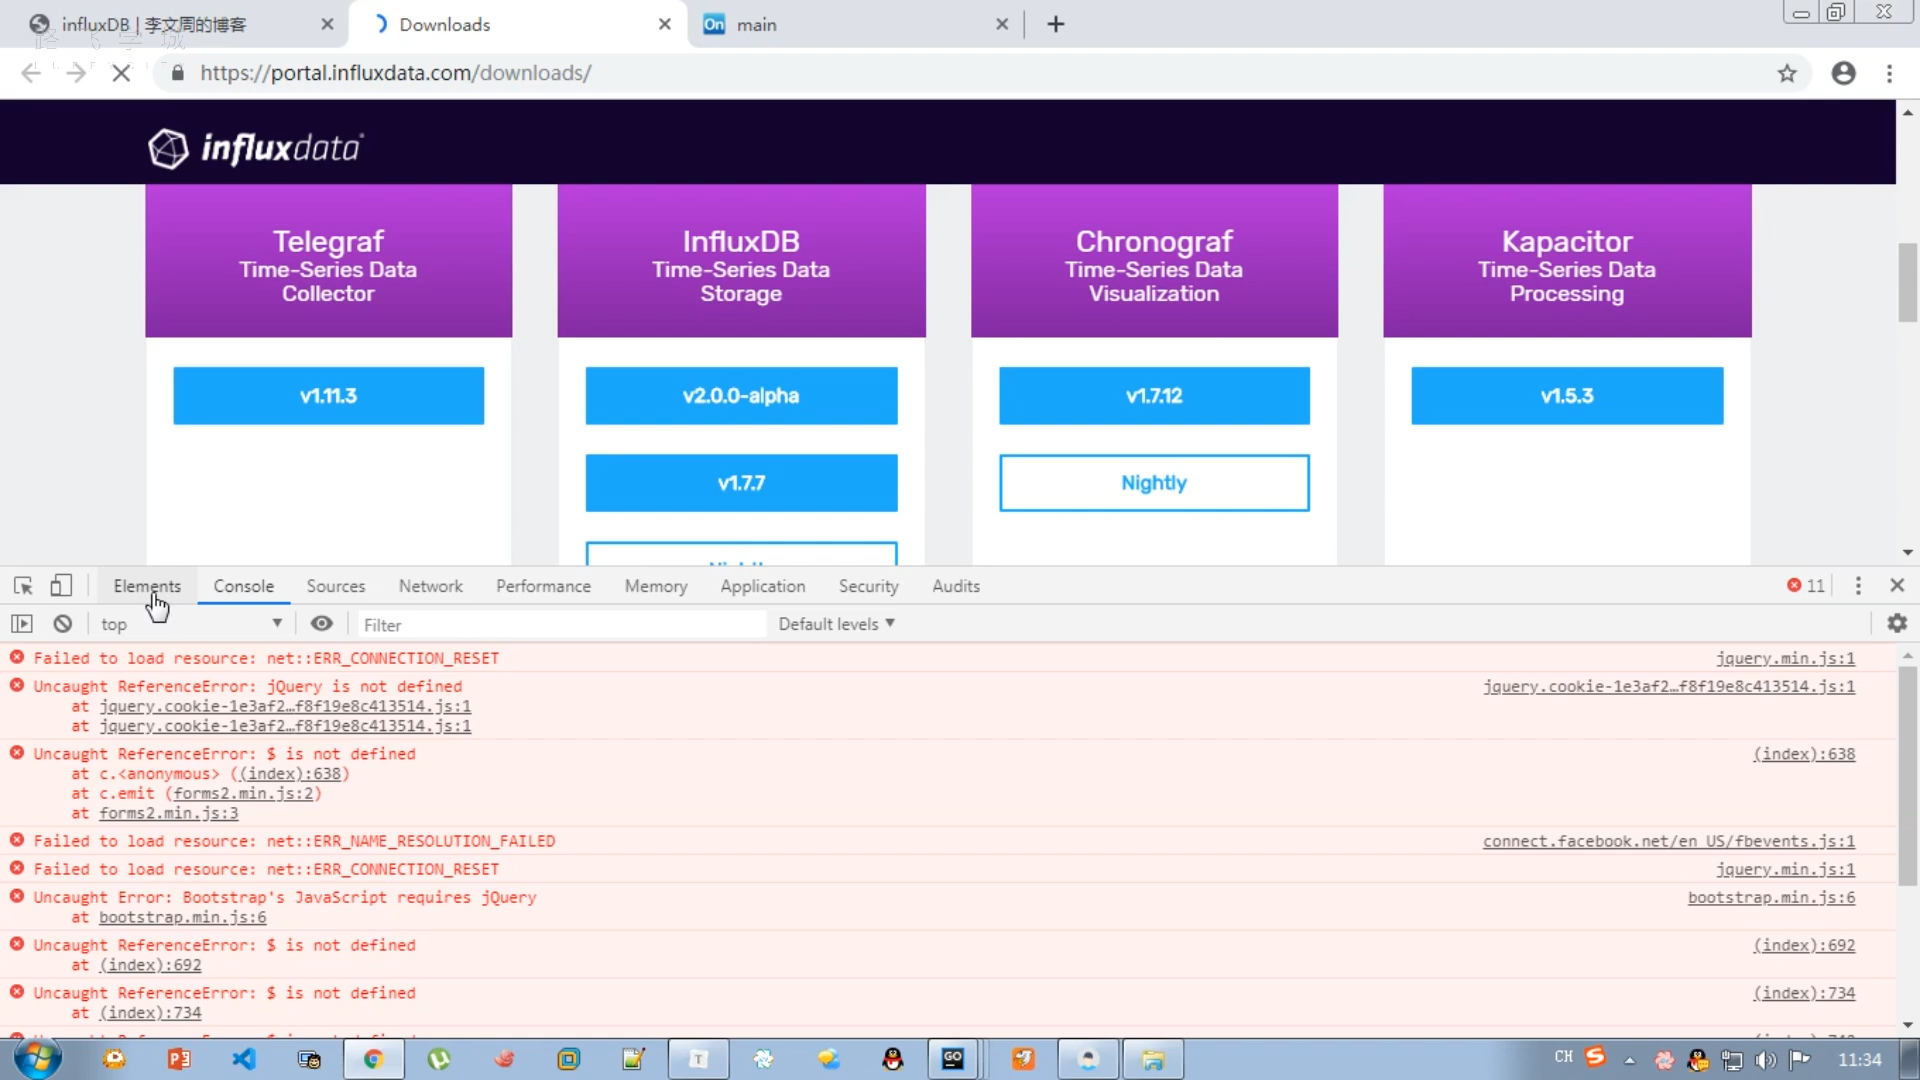 influxDB | 李文周的博客
Downloads
On main
路飞学城
https://portal.influxdata.com/downloads/
influxdata
Telegraf
Time-Series Data
Collector
InfluxDB
Time-Series Data
Storage
Chronograf
Time-Series Data
Visualization
Kapacitor
Time-Series Data
Processing
v1.11.3
v2.0.0-alpha
v1.7.12
v1.5.3
v1.7.7
Nightly
Elements Console Sources Network Performance Memory Application Security Audits 11
top Filter Default levels
Failed to load resource: net::ERR_CONNECTION_RESET jquery.min.js:1
Uncaught ReferenceError: jQuery is not defined jquery.cookie-1e3af2…f8f19e8c413514.js:1
at jquery.cookie-1e3af2…f8f19e8c413514.js:1
at jquery.cookie-1e3af2…f8f19e8c413514.js:1
Uncaught ReferenceError: $ is not defined (index):638
at c.<anonymous> ((index):638)
at c.emit (forms2.min.js:2)
at forms2.min.js:3
Failed to load resource: net::ERR_NAME_RESOLUTION_FAILED connect.facebook.net/en_US/fbevents.js:1
Failed to load resource: net::ERR_CONNECTION_RESET jquery.min.js:1
Uncaught Error: Bootstrap's JavaScript requires jQuery bootstrap.min.js:6
at bootstrap.min.js:6
Uncaught ReferenceError: $ is not defined (index):692
at (index):692
Uncaught ReferenceError: $ is not defined (index):734
at (index):734
CH 11:34